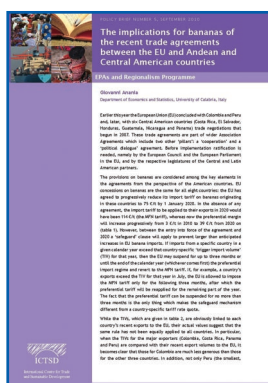 POLICY BRIEF NUMBER 5, SEPTEMBER 2010
The implications for bananas of
the recent trade agreements
between the EU and Andean and
Central American countries
EPAs and Regionalism Programme
Giovanni Anania
Department of Economics and Statistics, University of Calabria, Italy
Earlier this year the European Union (EU) concluded with Colombia and Peru
and, later, with six Central American countries (Costa Rica, El Salvador,
Honduras, Guatemala, Nicaragua and Panama) trade negotiations that
began in 2007. These trade agreements are part of wider Association
Agreements which include two other 'pillars': a 'cooperation' and a
'political dialogue' agreement. Before implementation ratification is
needed, namely by the European Council and the European Parliament
in the EU, and by the respective legislatures of the Central and Latin
American partners.
The provisions on bananas are considered among the key elements in
the agreements from the perspective of the American countries. EU
concessions on bananas are the same for all eight countries: the EU has
agreed to progressively reduce its import tariff on bananas originating
in these countries to 75 €/t by 1 January 2020. In the absence of any
agreement, the import tariff to be applied to their exports in 2020 would
have been 114 €/t (the MFN tariff), whereas now the preferential margin
will increase progressively from 3 €/t in 2010 to 39 €/t from 2020 on
(table 1). However, between the entry into force of the agreement and
2020 a 'safeguard' clause will apply to prevent larger than anticipated
increases in EU banana imports. If imports from a specific country in a
given calendar year exceed that country-specific 'trigger import volume'
(TIV) for that year, then the EU may suspend for up to three months or
until the end of the calendar year (whichever comes first) the preferential
import regime and revert to the MFN tariff. If, for example, a country's
exports exceed the TIV for that year in July, the EU is allowed to impose
the MFN tariff only for the following three months, after which the
preferential tariff will be reapplied for the remaining part of the year.
The fact that the preferential tariff can be suspended for no more than
three months is the only thing which makes the safeguard mechanism
different from a country-specific tariff rate quota.
While the TIVs, which are given in table 2, are obviously linked to each
country's recent exports to the EU, their actual values suggest that the
same rule has not been equally applied to all countries. In particular,
when the TIVs for the major exporters (Colombia, Costa Rica, Panama
and Peru) are compared with their recent export volumes to the EU, it
becomes clear that those for Colombia are much less generous than those
for the other three countries. In addition, not only Peru (the smallest,
ICTSD
International Centre for Trade
and Sustainable Development